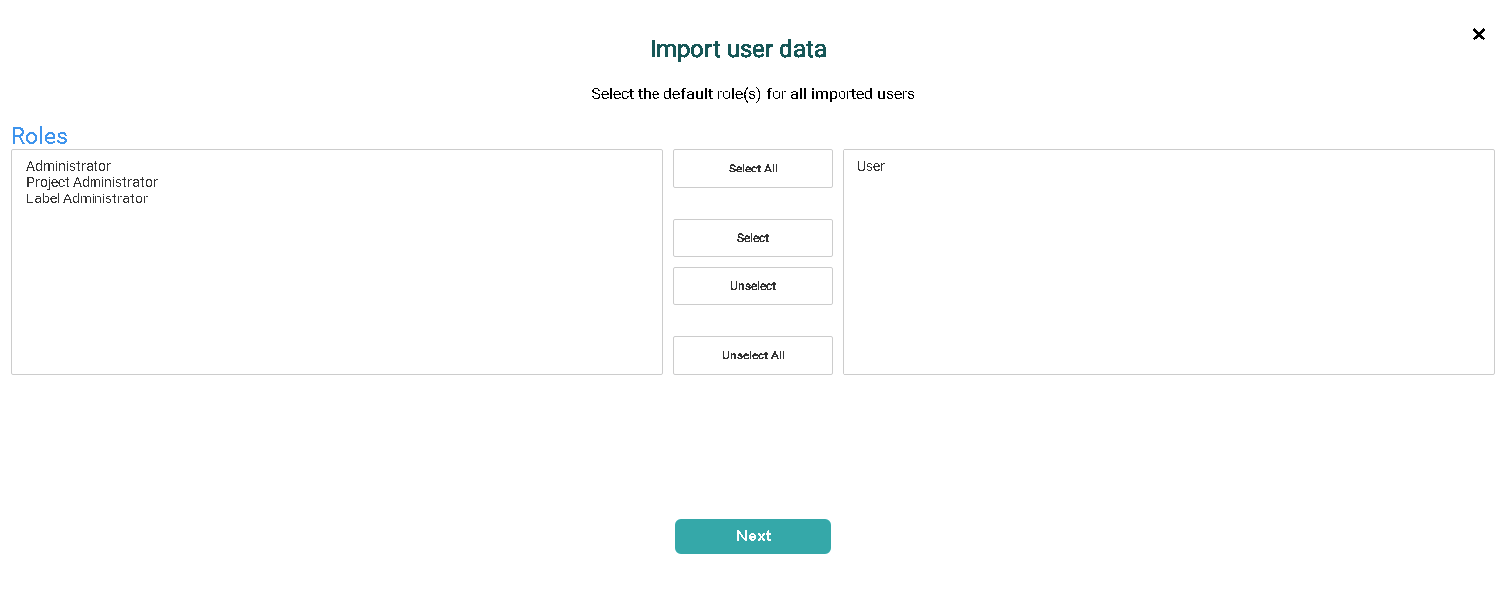 Import user data
Select the default role(s) for all imported users
Roles
Administrator
Project Administrator
Label Administrator
Select All
Select
Unselect
Unselect All
User
Next